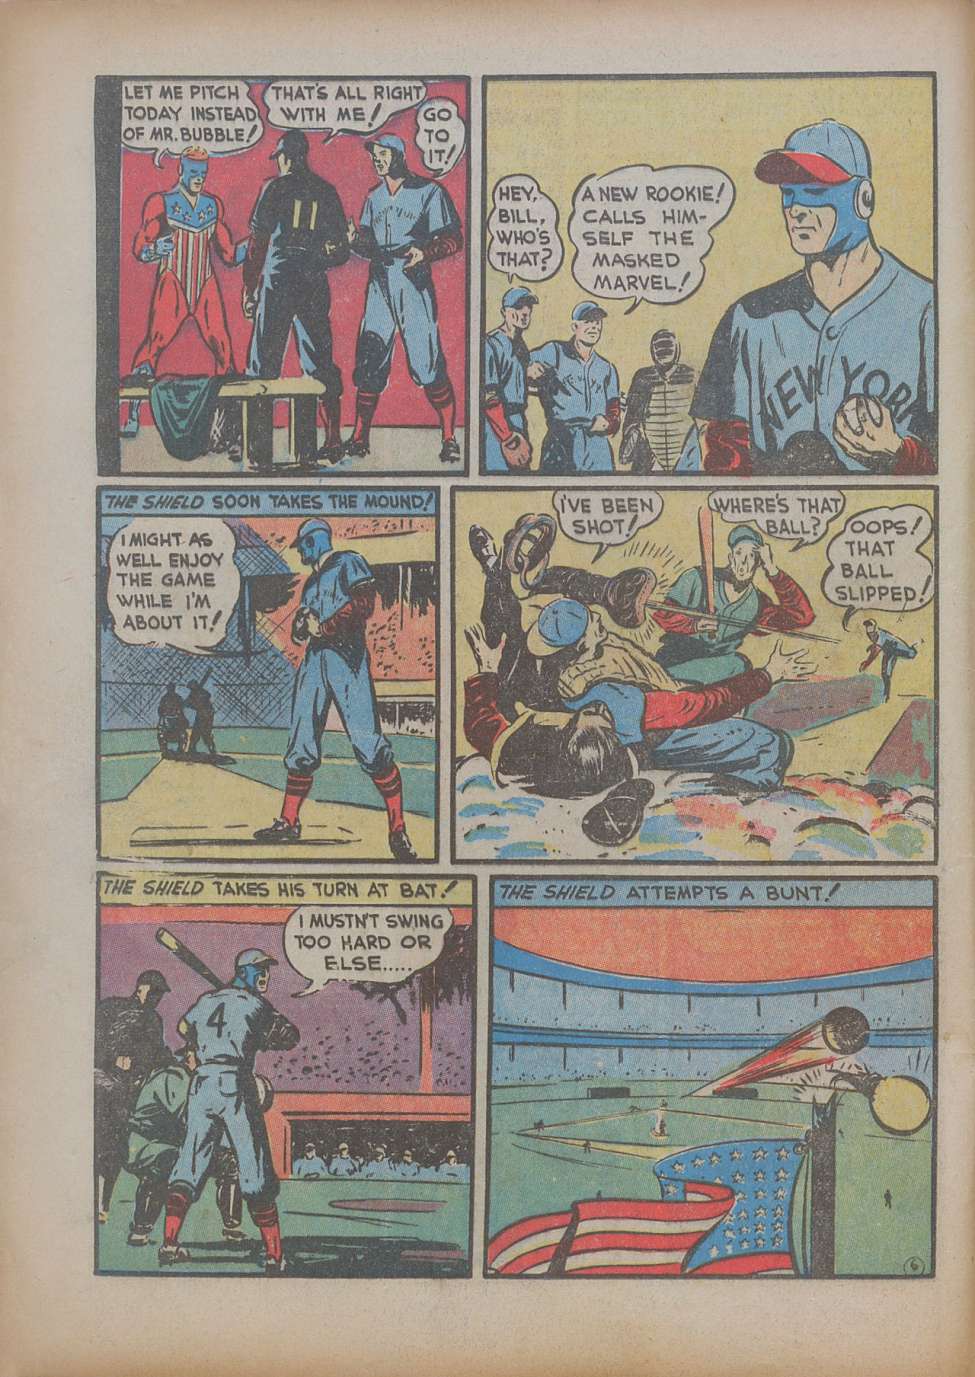 LET ME PITCH
TODAY INSTEAD
OF MR. BUBBLE!
THAT'S ALL RIGHT
WITH ME!
GO
TO
IT!
11
HEY,
BILL,
WHO'S
THAT?
A NEW ROOKIE!
CALLS HIM-
SELF THE
MASKED
MARVEL!
NEW YORK
THE SHIELD SOON TAKES THE MOUND!
I MIGHT AS
WELL ENJOY
THE GAME
WHILE I'M
ABOUT IT!
I'VE BEEN
SHOT!
WHERE'S THAT
BALL?
OOPS!
THAT
BALL
SLIPPED!
THE SHIELD TAKES HIS TURN AT BAT!
I MUSTN'T SWING
TOO HARD OR
ELSE.....
4
THE SHIELD ATTEMPTS A BUNT!
6